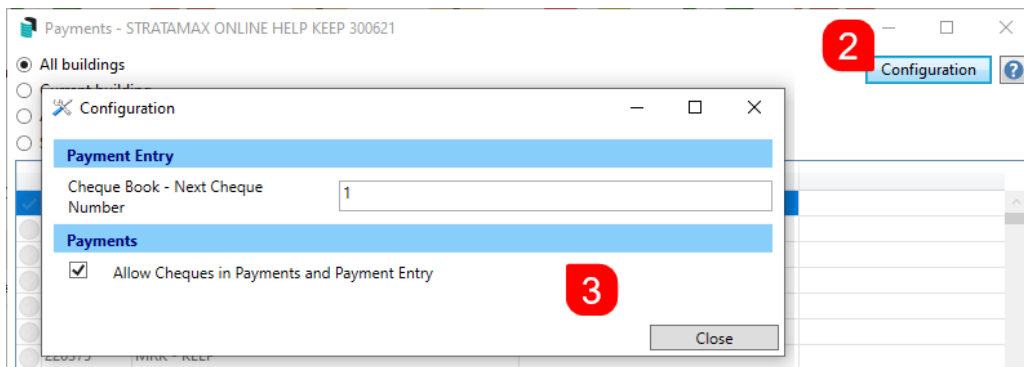 Payments - STRATAMAX ONLINE HELP KEEP 300621
2
All buildings
Configuration
?
Configuration
Payment Entry
Cheque Book - Next Cheque
Number
1
Payments
Allow Cheques in Payments and Payment Entry
3
Close